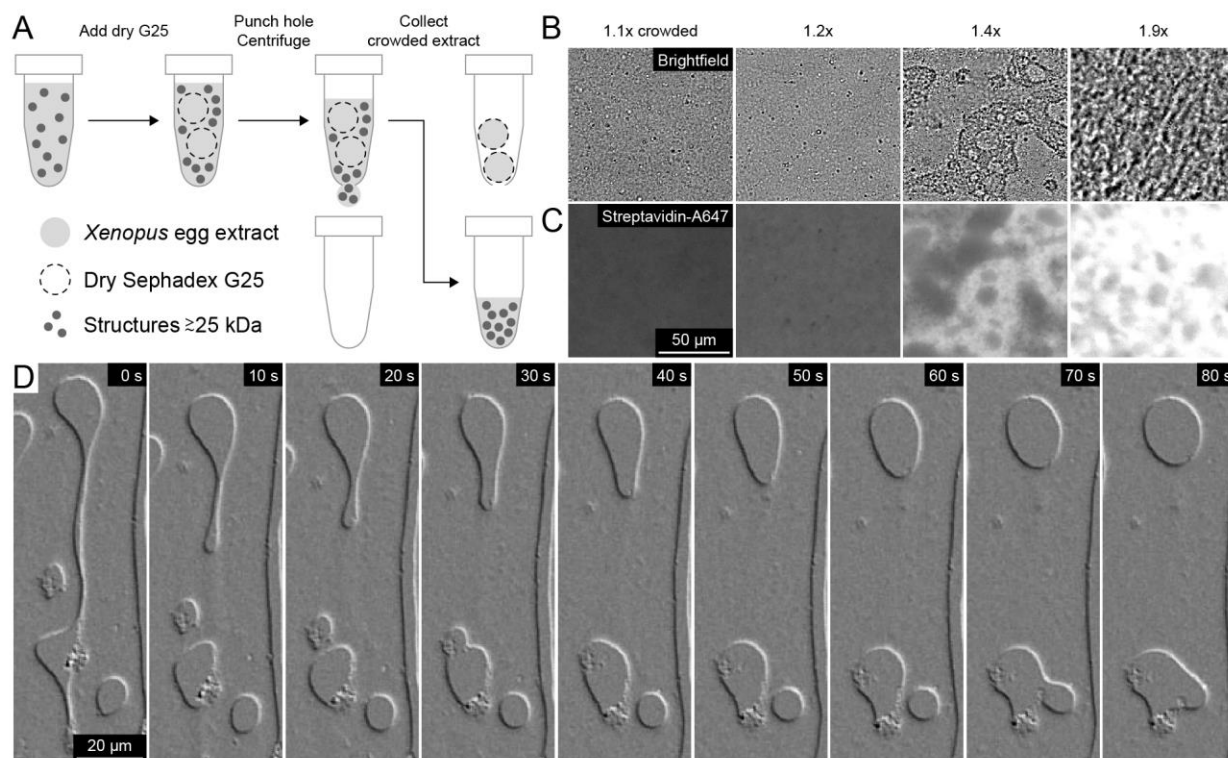 A
Add dry G25
Punch hole
Centrifuge
Collect
crowded extract
Xenopus egg extract
Dry Sephadex G25
Structures ≳25 kDa
B
1.1x crowded
1.2x
1.4x
1.9x
Brightfield
C
Streptavidin-A647
50 µm
D
0 s
10 s
20 s
30 s
40 s
50 s
60 s
70 s
80 s
20 µm